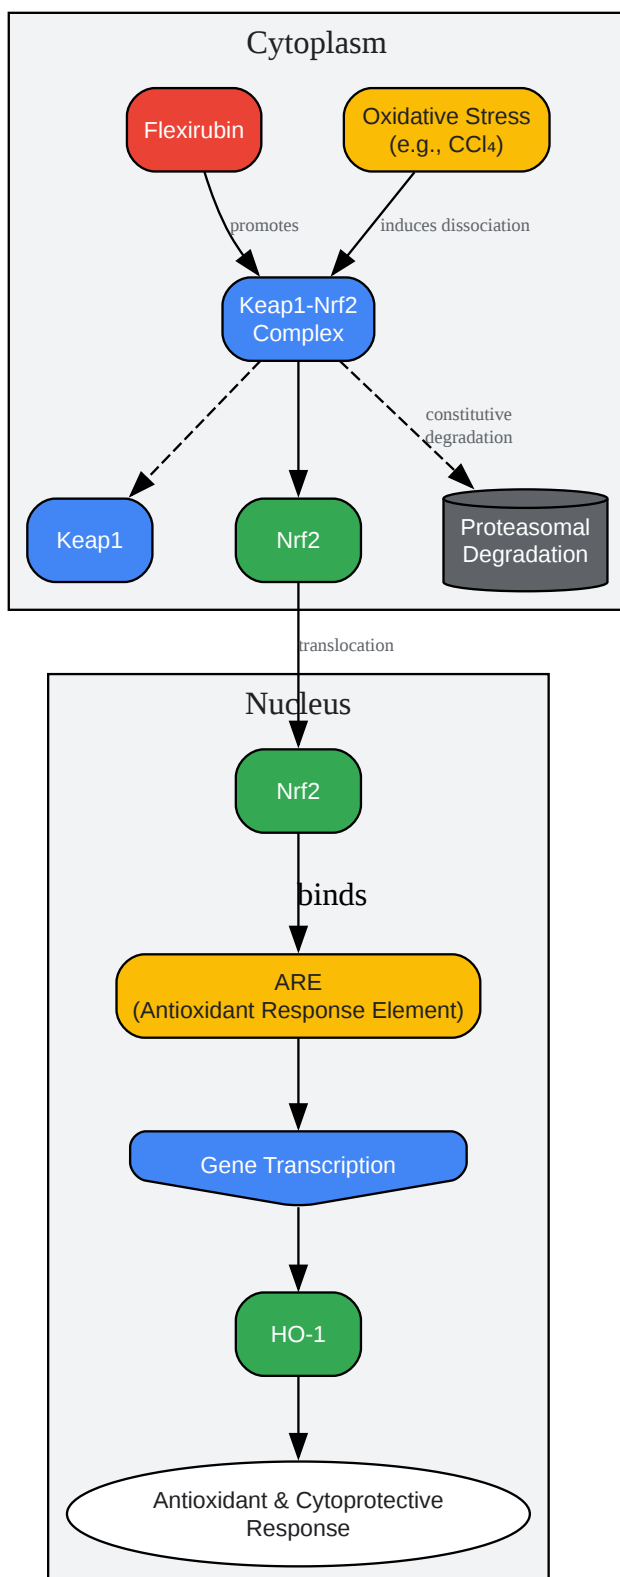 Cytoplasm
Flexirubin
Oxidative Stress
(e.g., CCl₄)
promotes
induces dissociation
Keap1-Nrf2
Complex
constitutive
degradation
Keap1
Nrf2
Proteasomal
Degradation
translocation
Nucleus
Nrf2
binds
ARE
(Antioxidant Response Element)
Gene Transcription
HO-1
Antioxidant & Cytoprotective
Response